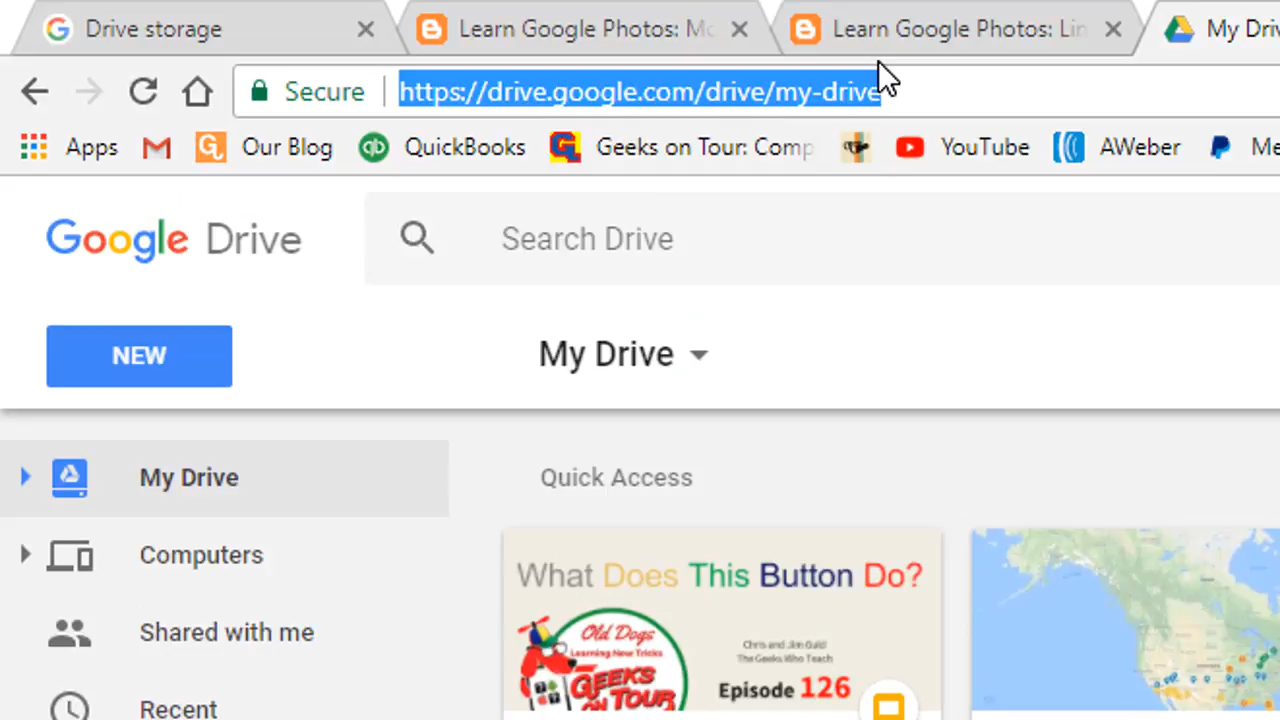 Drive storage
Learn Google Photos: Mo
Learn Google Photos: Lin
My Driv
Secure
https://drive.google.com/drive/my-drive
Apps
Our Blog
QuickBooks
Geeks on Tour: Comp
YouTube
AWeber
Me
Google Drive
Search Drive
NEW
My Drive
My Drive
Quick Access
Computers
What Does This Button Do?
Shared with me
Old Dogs
Learning New Tricks
GEEKS
ON TOUR
Chris and Jim Guld
The Geeks Who Teach
Episode 126
Recent